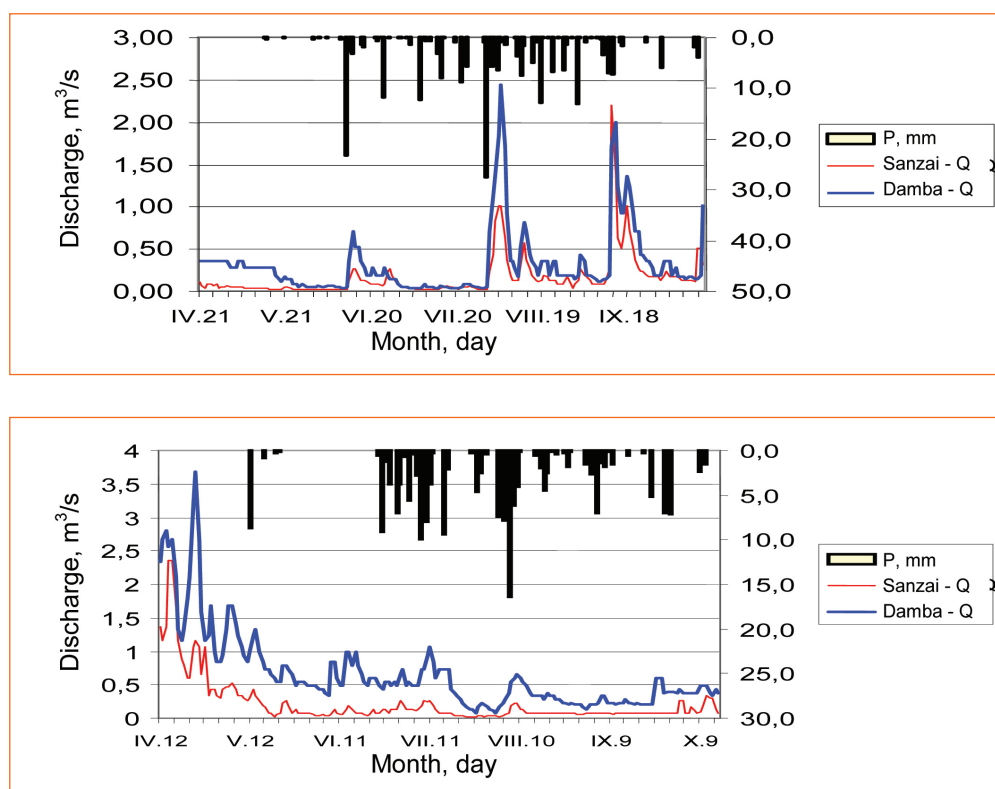 3,00
2,50
2,00
1,50
1,00
0,50
0,00
Discharge, m³/s
0,0
10,0
20,0
30,0
40,0
50,0
IV.21 V.21 VI.20 VII.20 VIII.19 IX.18
Month, day
P, mm
Sanzai - Q
Damba - Q
4
3,5
3
2,5
2
1,5
1
0,5
0
Discharge, m³/s
0,0
5,0
10,0
15,0
20,0
25,0
30,0
IV.12 V.12 VI.11 VII.11 VIII.10 IX.9 X.9
Month, day
P, mm
Sanzai - Q
Damba - Q